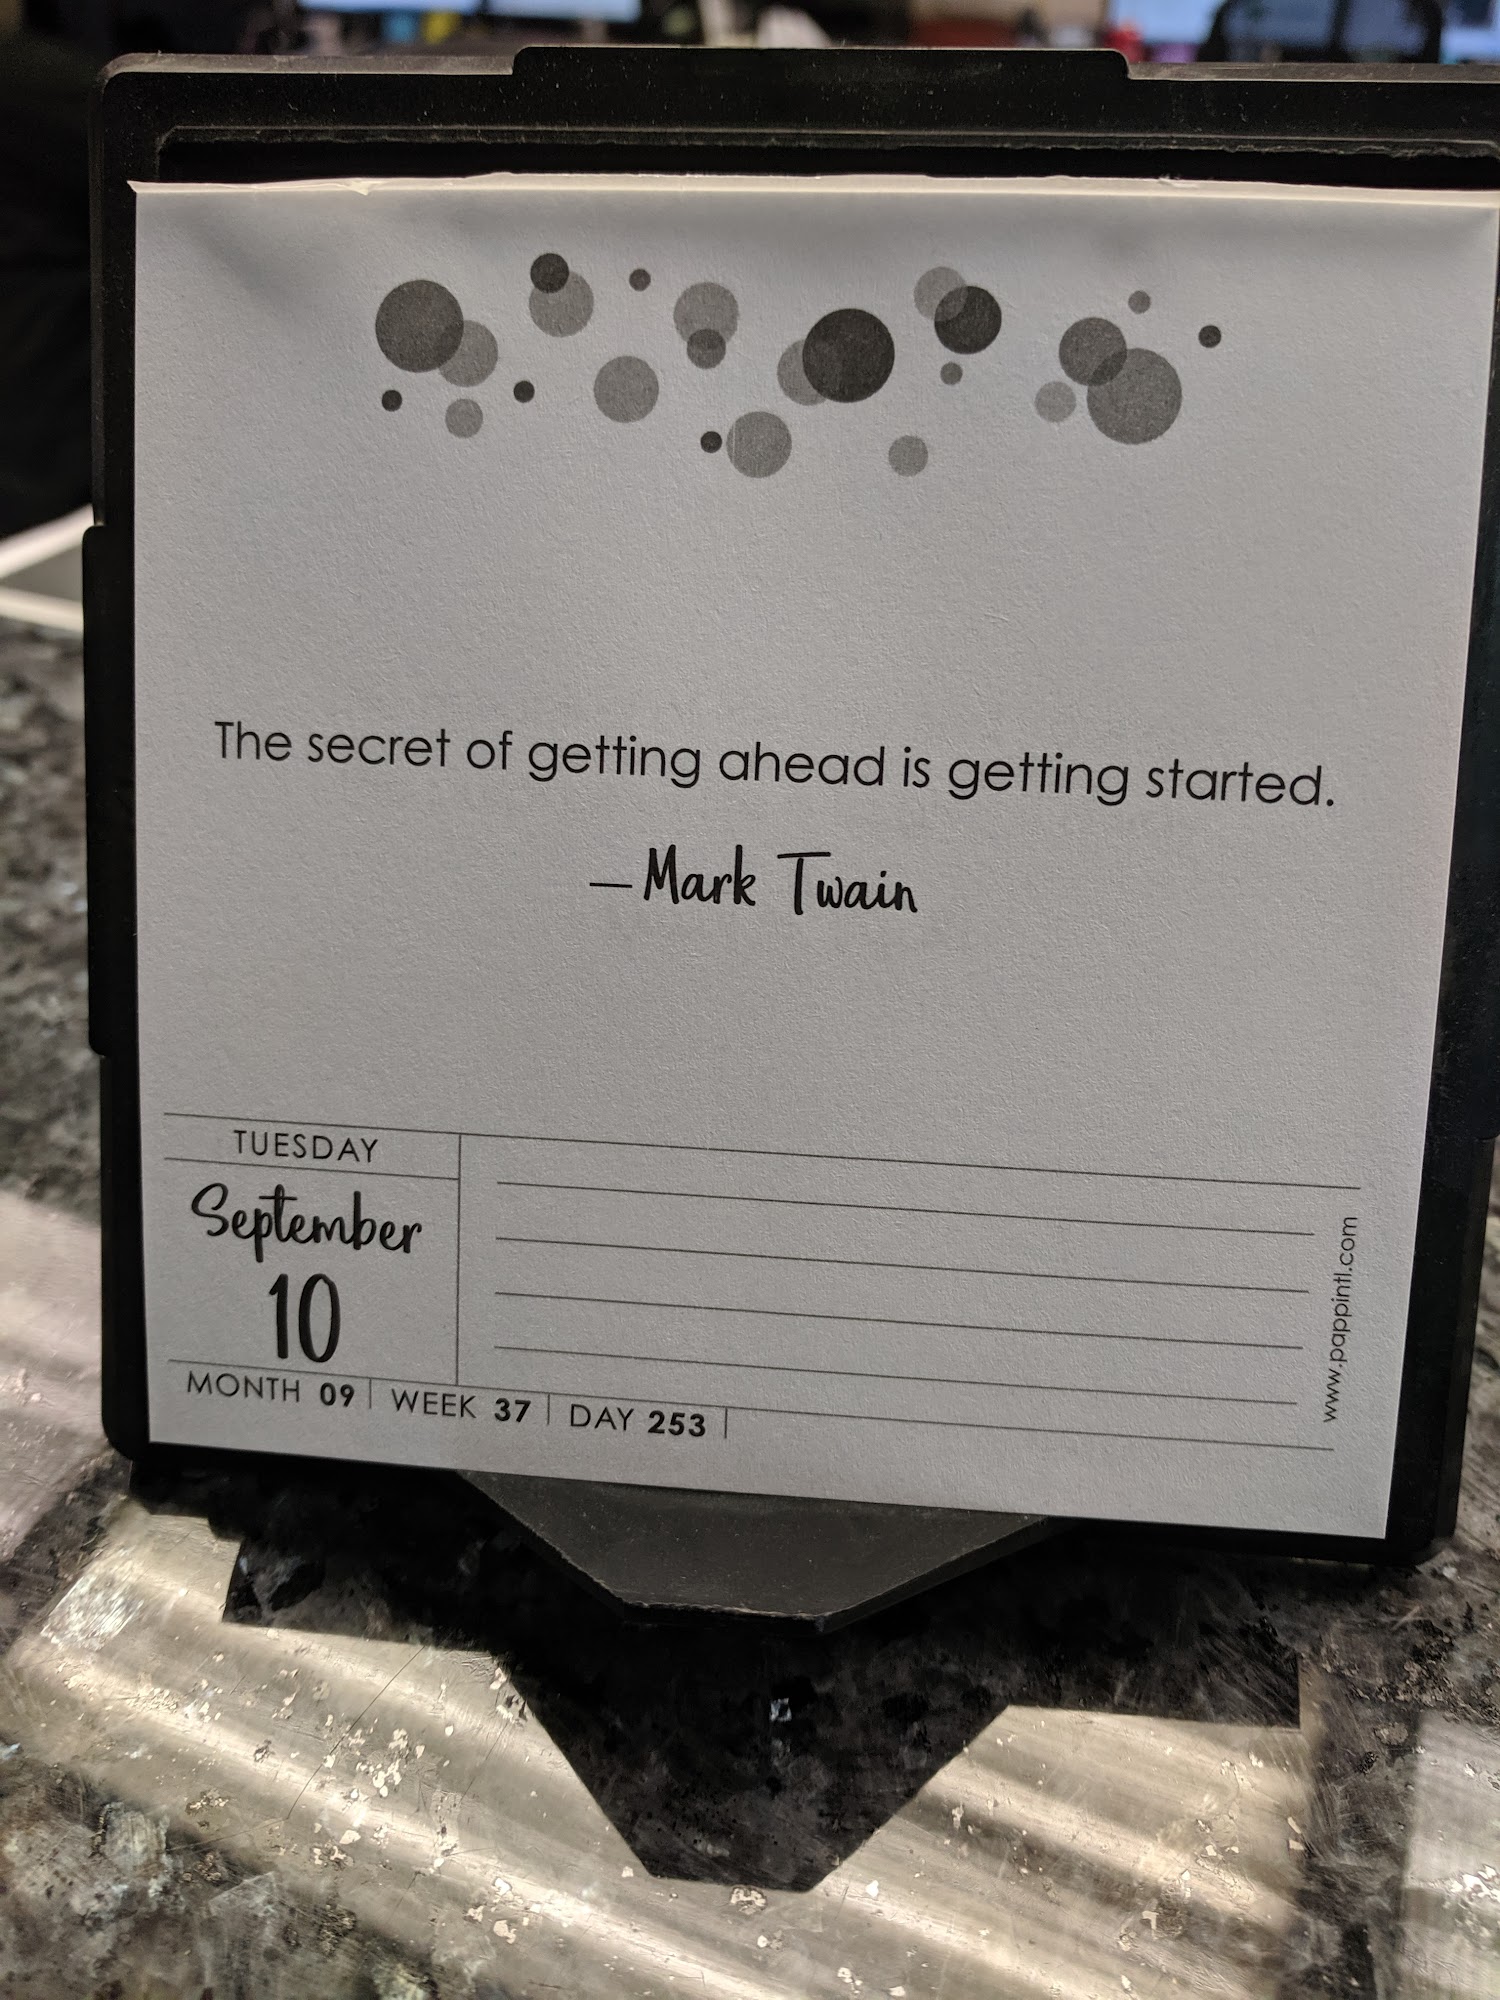 The secret of getting ahead is getting started.
—Mark Twain
TUESDAY
September
10
MONTH 09 | WEEK 37 | DAY 253 |
www.pappintl.com